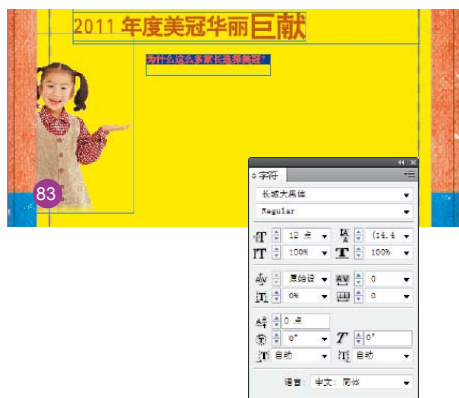 2011 年度美冠华丽巨献
为什么这么多家长选择美冠?
83
字符
长城大黑体
Regular
12 点 (14.4
100% 100%
原始设 0
0% 0
0 点
0° 0°
自动 自动
语言: 中文: 简体